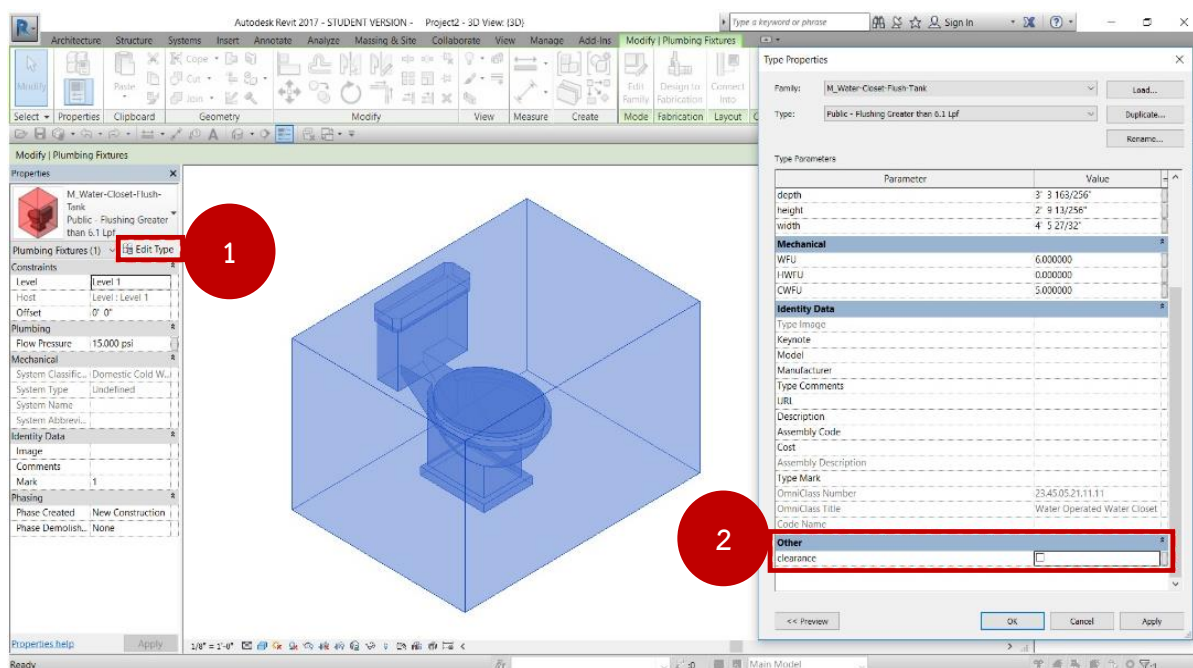 Autodesk Revit 2017 - STUDENT VERSION - Project2 - 3D View: {3D}
Type a keyword or phrase
Sign In
Architecture Structure Systems Insert Annotate Analyze Massing & Site Collaborate View Manage Add-Ins Modify | Plumbing Fixtures
Modify
Paste
Cope
Cut
Join
Edit Family
Design to Fabrication
Connect Into
Select Properties Clipboard Geometry Modify View Measure Create Mode Fabrication Layout
Modify | Plumbing Fixtures
Properties
M_Water-Closet-Flush-
Tank
Public - Flushing Greater
than 6.1 Lpf
Plumbing Fixtures (1) Edit Type
1
Constraints
Level Level 1
Host Level : Level 1
Offset 0' 0"
Plumbing
Flow Pressure 15.000 psi
Mechanical
System Classific... Domestic Cold W...
System Type Undefined
System Name
System Abbrevi...
Identity Data
Image
Comments
Mark 1
Phasing
Phase Created New Construction
Phase Demolish... None
Properties help Apply
1/8" = 1'-0"
Ready
:0 Main Model
Type Properties
Family: M_Water-Closet-Flush-Tank Load...
Type: Public - Flushing Greater than 6.1 Lpf Duplicate...
Rename...
Type Parameters
Parameter Value
depth 3' 3 163/256"
height 2' 9 13/256"
width 4' 5 27/32"
Mechanical
WFU 6.000000
HWFU 0.000000
CWFU 5.000000
Identity Data
Type Image
Keynote
Model
Manufacturer
Type Comments
URL
Description
Assembly Code
Cost
Assembly Description
Type Mark
OmniClass Number 23.45.05.21.11.11
OmniClass Title Water Operated Water Closet
Code Name
2
Other
clearance
<< Preview OK Cancel Apply